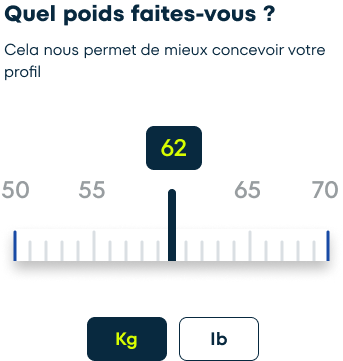 Quel poids faites-vous ?
Cela nous permet de mieux concevoir votre
profil
62
50 55 65 70
Kg lb